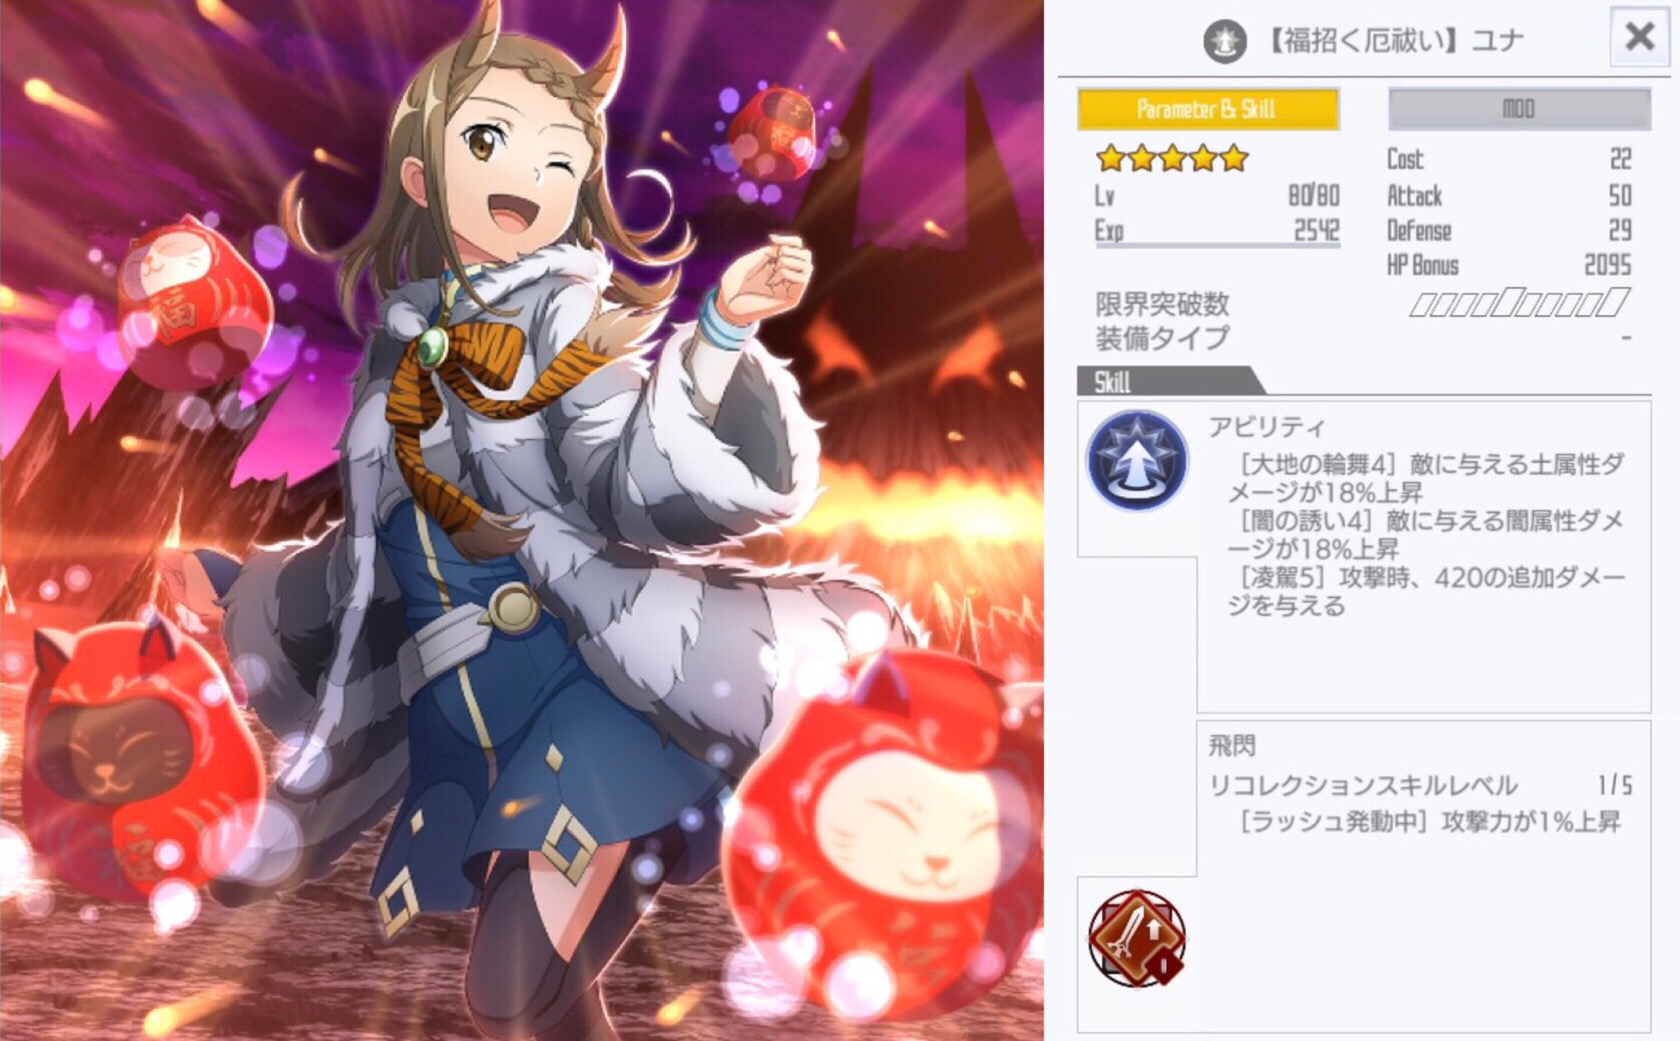 【福招く厄祓い】ユナ
Parameter & Skill
MOD
Lv 80/80
Exp 2542
Cost 22
Attack 50
Defense 29
HP Bonus 2095
限界突破数
装備タイプ -
Skill
アビリティ
［大地の輪舞4］敵に与える土属性ダ
メージが18%上昇
［闇の誘い4］敵に与える闇属性ダメ
ージが18%上昇
［凌駕5］攻撃時、420の追加ダメー
ジを与える
飛閃
リコレクションスキルレベル 1/5
［ラッシュ発動中］攻撃力が1%上昇
I
福
福
福